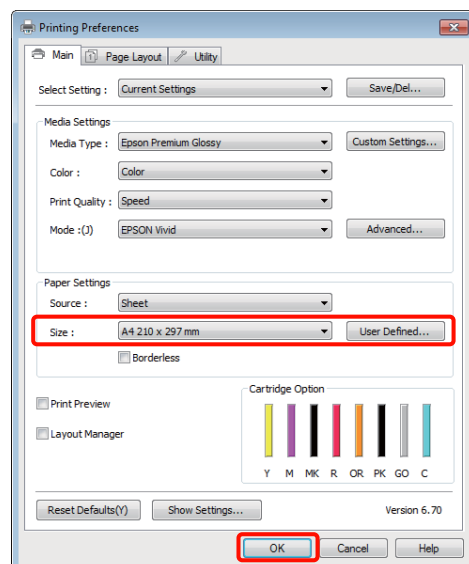 Printing Preferences
Main Page Layout Utility
Select Setting : Current Settings Save/Del...
Media Settings
Media Type : Epson Premium Glossy Custom Settings...
Color : Color
Print Quality : Speed
Mode :(J) EPSON Vivid Advanced...
Paper Settings
Source : Sheet
Size : A4 210 x 297 mm User Defined...
Borderless
Print Preview
Layout Manager
Cartridge Option
Y M MK R OR PK GO C
Reset Defaults(Y) Show Settings... Version 6.70
OK Cancel Help